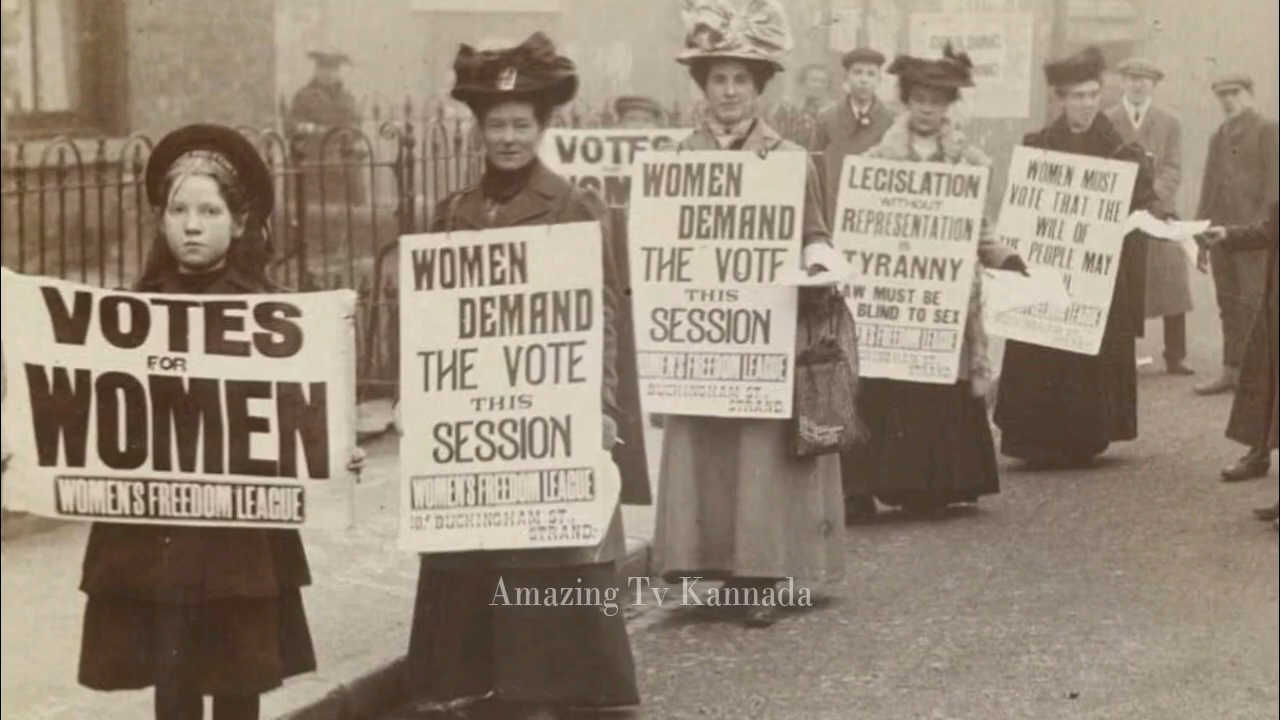 VOTES
FOR
WOMEN
WOMEN'S FREEDOM LEAGUE
WOMEN
DEMAND
THE VOTE
THIS
SESSION
WOMEN'S FREEDOM LEAGUE
BUCKINGHAM ST.,
STRAND.
VOTES
WOMEN
DEMAND
THE VOTE
THIS
SESSION
WOMEN'S FREEDOM LEAGUE
BUCKINGHAM ST.,
STRAND.
LEGISLATION
WITHOUT
REPRESENTATION
IS
TYRANNY
MUST BE
BLIND TO SEX
WOMEN MUST
VOTE THAT THE
WILL OF
PEOPLE MAY
Amazing Tv Kannada